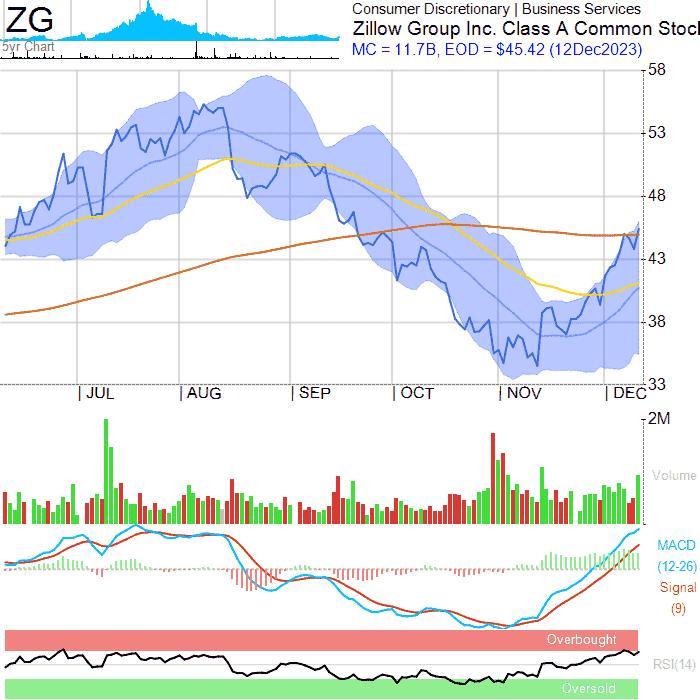 ZG
5yr Chart
Consumer Discretionary | Business Services
Zillow Group Inc. Class A Common Stoc
MC = 11.7B, EOD = $45.42 (12Dec2023)
58
53
48
43
38
33
JUL
AUG
SEP
OCT
NOV
DEC
2M
Volume
MACD
(12-26)
Signal
(9)
Overbought
RSI(14)
Oversold